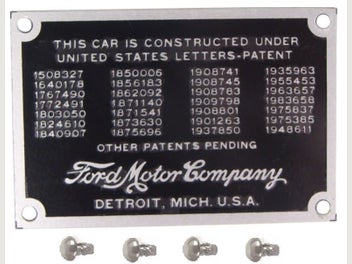 THIS CAR IS CONSTRUCTED UNDER
UNITED STATES LETTERS-PATENT
1508327 1850006 1908741 1935963
1640178 1856183 1908745 1955453
1767490 1862092 1908783 1963657
1772491 1871140 1909798 1983658
1803050 1871541 1908801 1975837
1824610 1873630 1901263 1975385
1840907 1875696 1937850 1948611
OTHER PATENTS PENDING
Ford Motor Company
DETROIT, MICH. U.S.A.